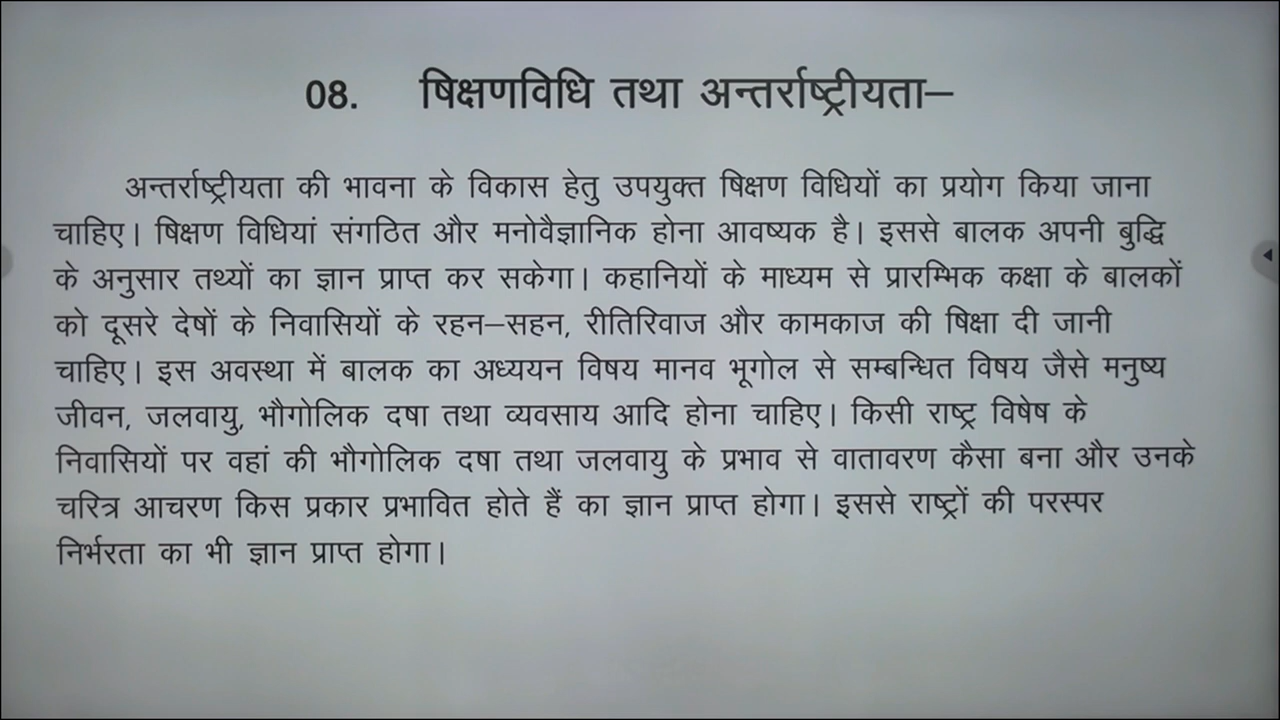 08. षिक्षणविधि तथा अन्तर्राष्ट्रीयता–
अन्तर्राष्ट्रीयता की भावना के विकास हेतु उपयुक्त षिक्षण विधियों का प्रयोग किया जाना
चाहिए। षिक्षण विधियां संगठित और मनोवैज्ञानिक होना आवष्यक है। इससे बालक अपनी बुद्धि
के अनुसार तथ्यों का ज्ञान प्राप्त कर सकेगा। कहानियों के माध्यम से प्रारम्भिक कक्षा के बालकों
को दूसरे देषों के निवासियों के रहन–सहन, रीतिरिवाज और कामकाज की षिक्षा दी जानी
चाहिए। इस अवस्था में बालक का अध्ययन विषय मानव भूगोल से सम्बन्धित विषय जैसे मनुष्य
जीवन, जलवायु, भौगोलिक दषा तथा व्यवसाय आदि होना चाहिए। किसी राष्ट्र विषेष के
निवासियों पर वहां की भौगोलिक दषा तथा जलवायु के प्रभाव से वातावरण कैसा बना और उनके
चरित्र आचरण किस प्रकार प्रभावित होते हैं का ज्ञान प्राप्त होगा। इससे राष्ट्रों की परस्पर
निर्भरता का भी ज्ञान प्राप्त होगा।